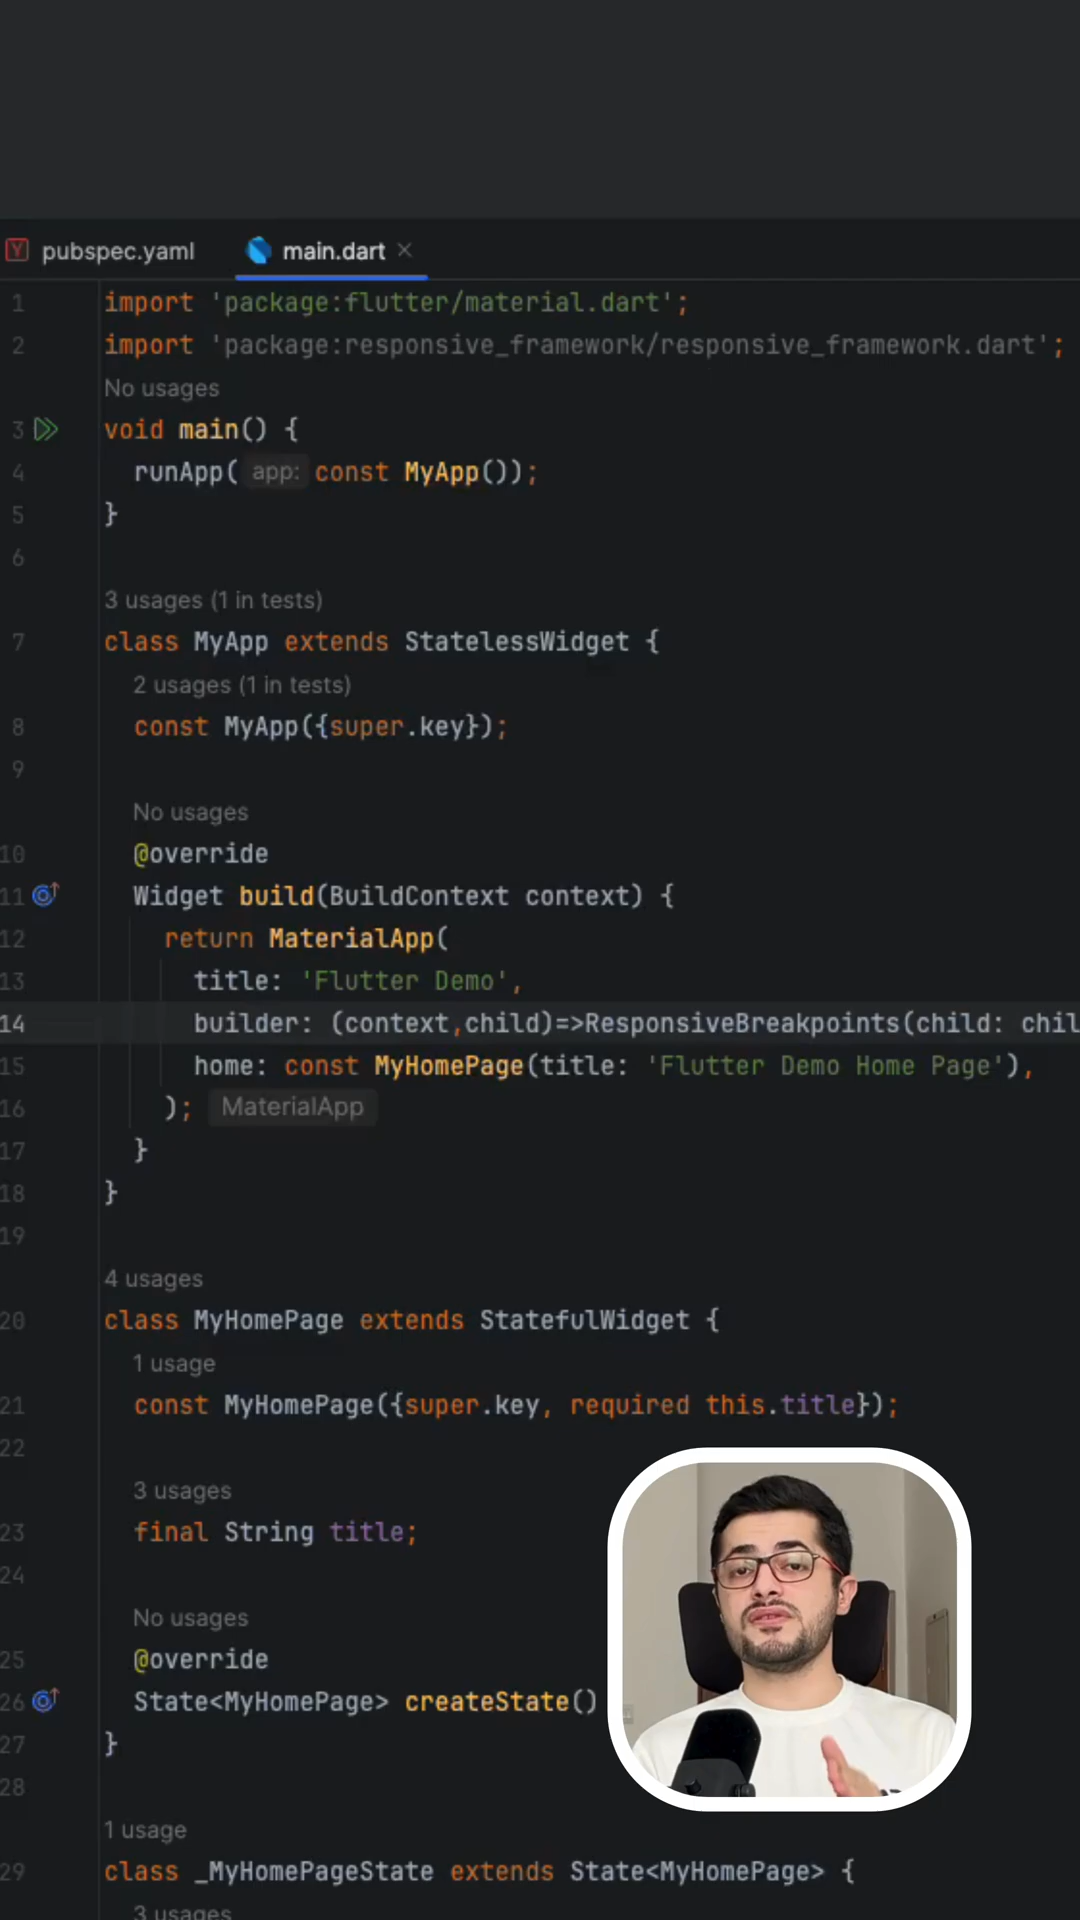 pubspec.yaml main.dart
1 import 'package:flutter/material.dart';
2 import 'package:responsive_framework/responsive_framework.dart';
No usages
3 void main() {
4 runApp( app: const MyApp());
5 }
6
3 usages (1 in tests)
7 class MyApp extends StatelessWidget {
2 usages (1 in tests)
8 const MyApp({super.key});
9
No usages
10 @override
11 Widget build(BuildContext context) {
12 return MaterialApp(
13 title: 'Flutter Demo',
14 builder: (context,child)=>ResponsiveBreakpoints(child: chil
15 home: const MyHomePage(title: 'Flutter Demo Home Page'),
16 ); MaterialApp
17 }
18 }
19
4 usages
20 class MyHomePage extends StatefulWidget {
1 usage
21 const MyHomePage({super.key, required this.title});
22
3 usages
23 final String title;
24
No usages
25 @override
26 State<MyHomePage> createState()
27 }
28
1 usage
29 class _MyHomePageState extends State<MyHomePage> {
3 usages